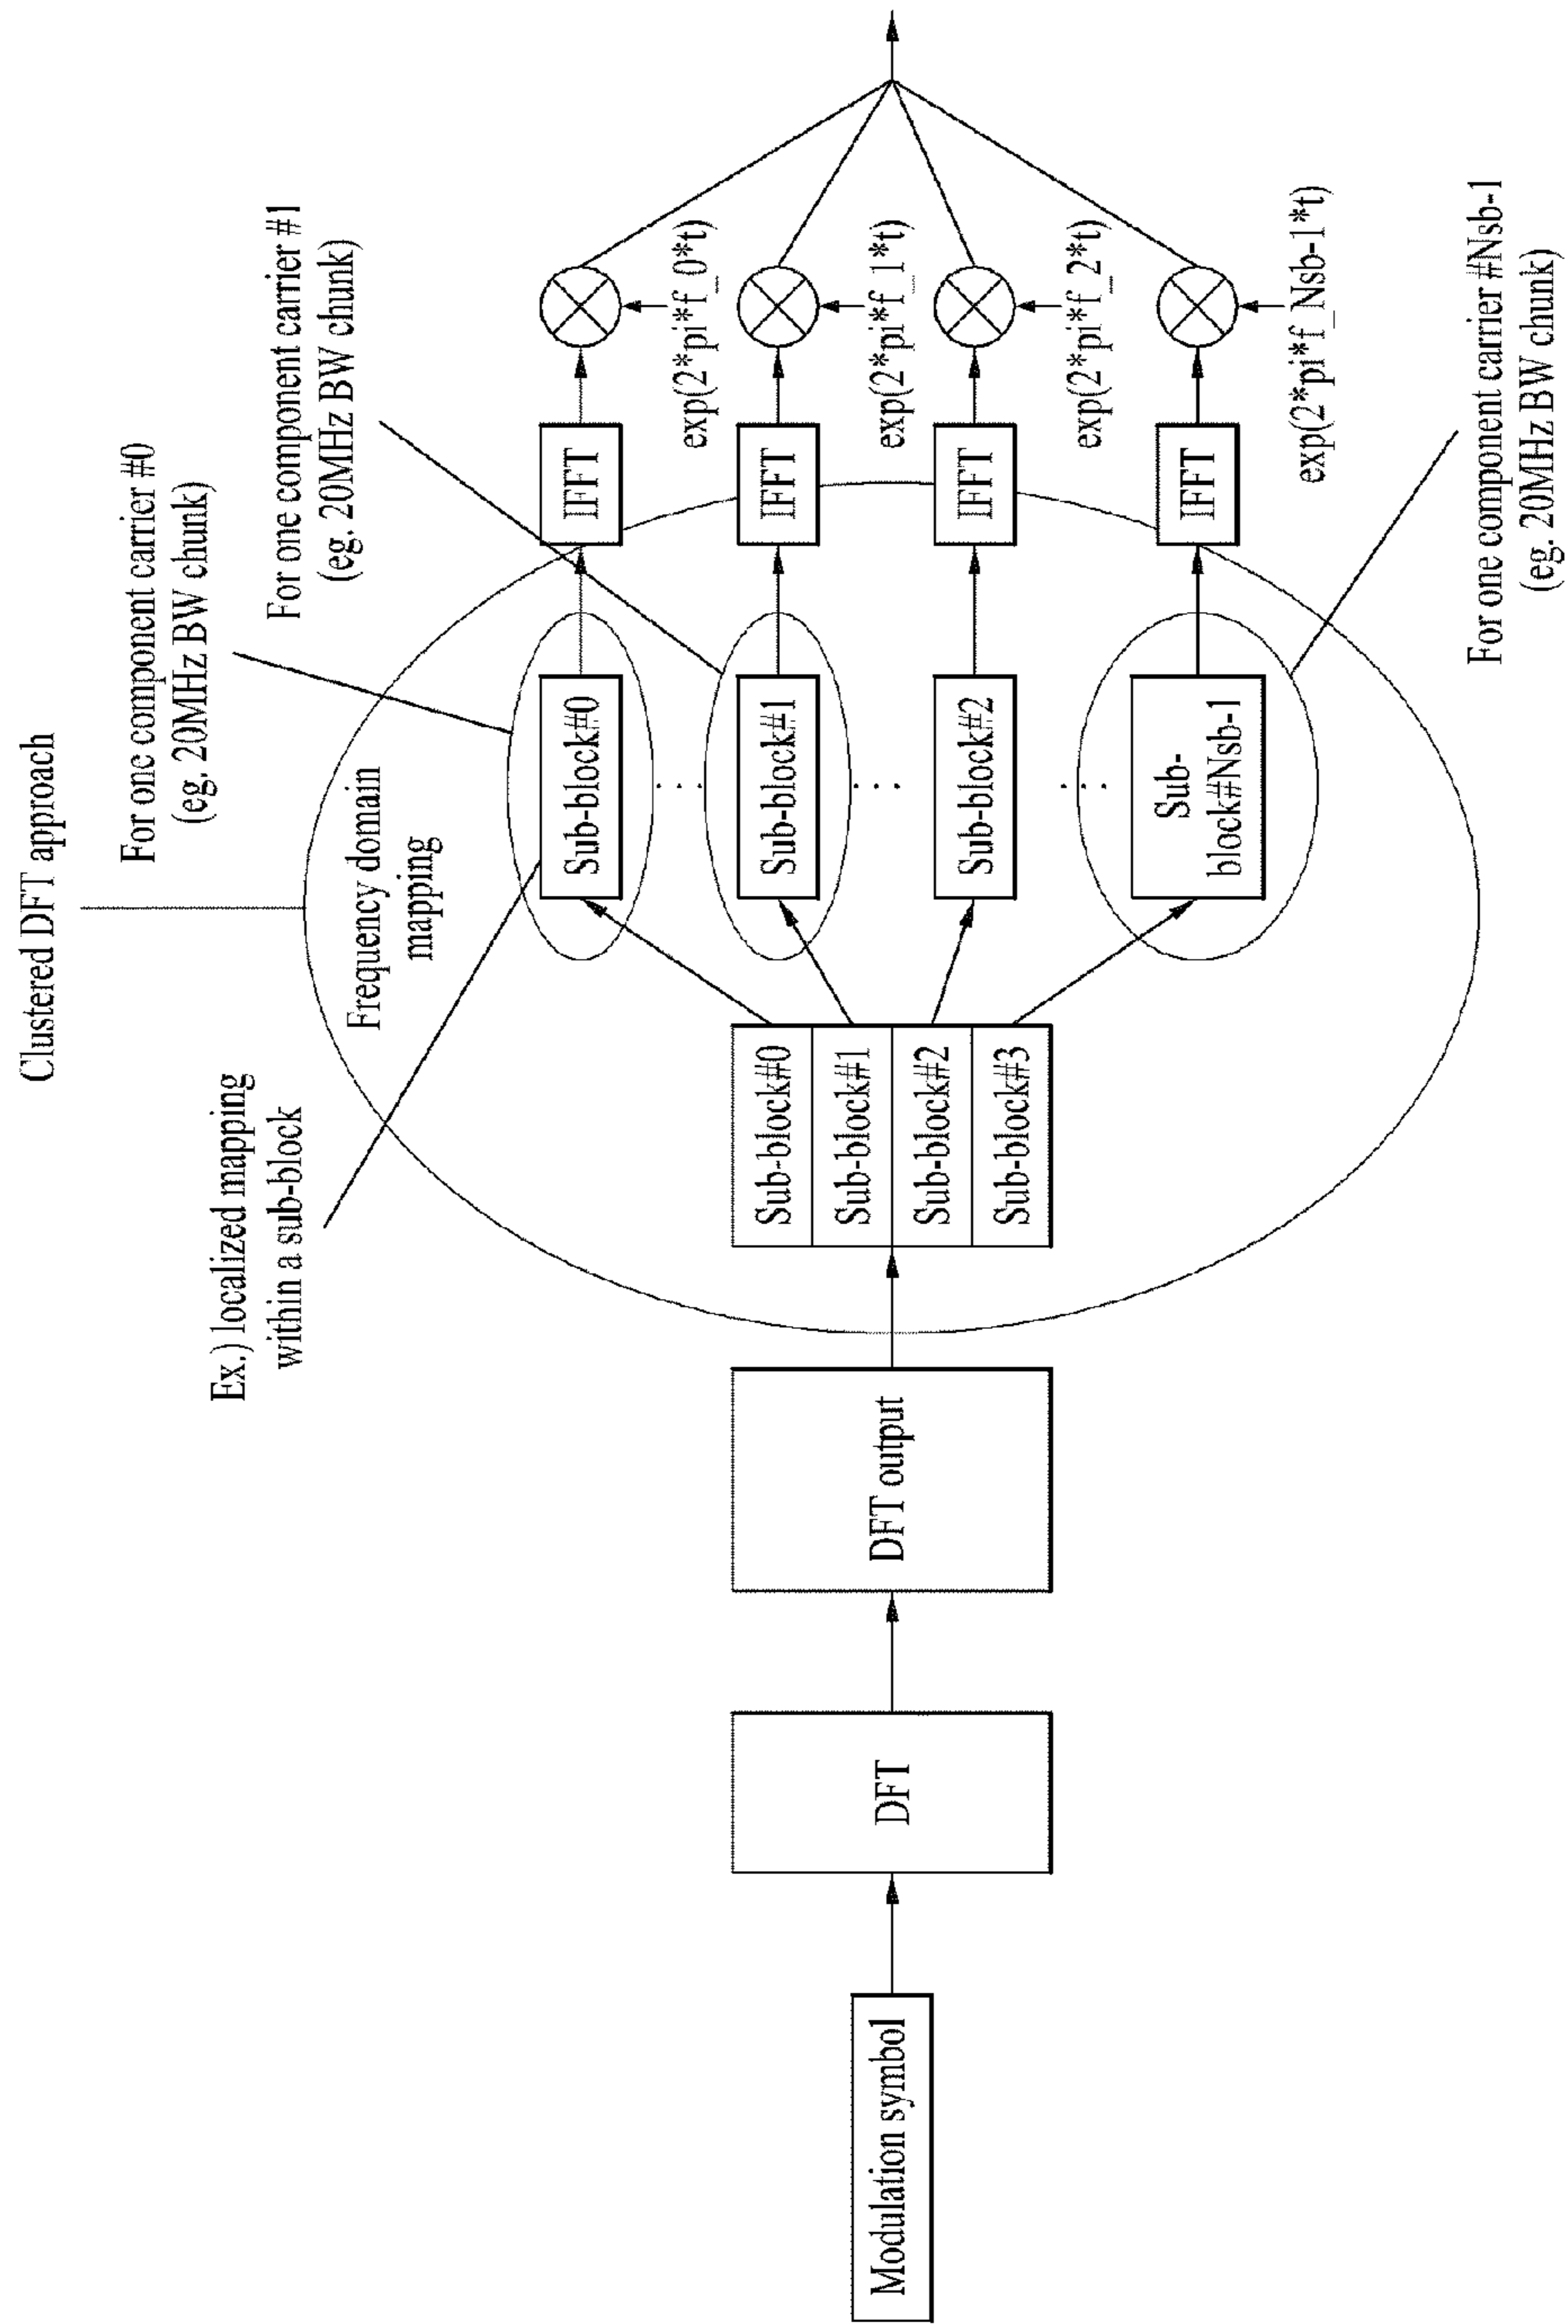 Clustered DFT approach
For one component carrier #0
(eg. 20MHz BW chunk)
For one component carrier #1
(eg. 20MHz BW chunk)
Ex.) localized mapping
within a sub-block
Frequency domain
mapping
Modulation symbol
DFT
DFT output
Sub-block#0
Sub-block#1
Sub-block#2
Sub-block#3
Sub-block#0
IFFT
exp(2*pi*f_0*t)
Sub-block#1
IFFT
exp(2*pi*f_1*t)
Sub-block#2
IFFT
exp(2*pi*f_2*t)
Sub-
block#Nsb-1
IFFT
exp(2*pi*f_Nsb-1*t)
For one component carrier #Nsb-1
(eg. 20MHz BW chunk)